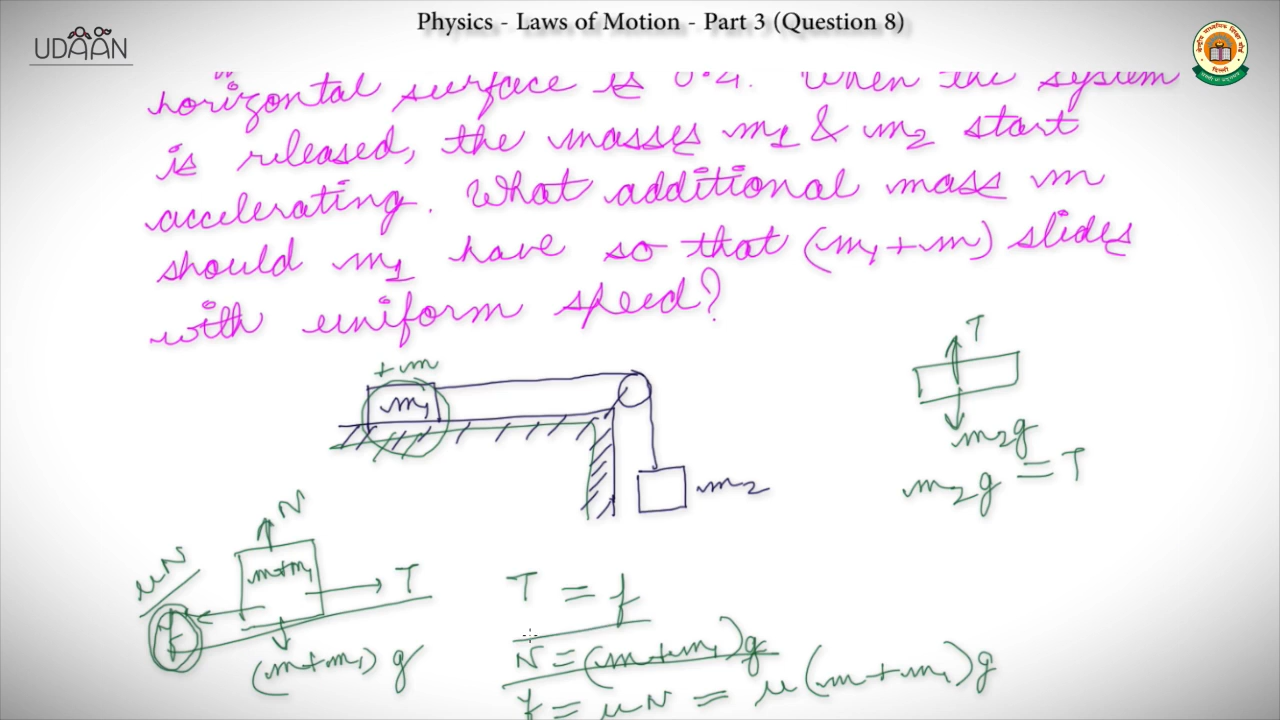 Physics - Laws of Motion - Part 3 (Question 8)
UDAAN
horizontal surface is 0.4. When the system
is released, the masses m₁ & m₂ start
accelerating. What additional mass m
should m₁ have so that (m₁+m) slides
with uniform speed?
+m
m₁
m₂
T
m₂g
m₂g = T
N
μN
m+m₁
T
f
(m+m₁) g
T = f
N = (m+m₁)g
f = μN = μ(m+m₁)g